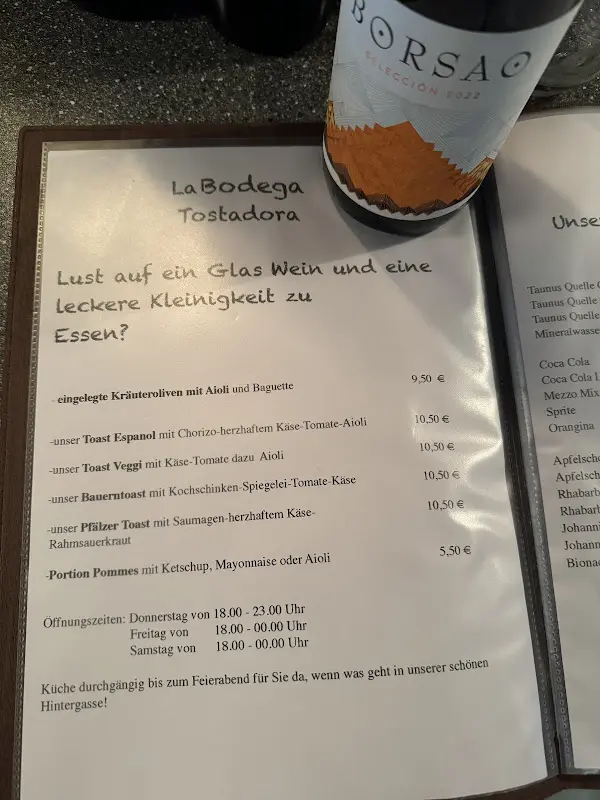 BORSAO
SELECCIÓN 2022
La Bodega
Tostadora
Lust auf ein Glas Wein und eine
leckere Kleinigkeit zu
Essen?
- eingelegte Kräuteroliven mit Aioli und Baguette 9,50 €
-unser Toast Espanol mit Chorizo-herzhaftem Käse-Tomate-Aioli 10,50 €
-unser Toast Veggi mit Käse-Tomate dazu Aioli 10,50 €
-unser Bauerntoast mit Kochschinken-Spiegelei-Tomate-Käse 10,50 €
-unser Pfälzer Toast mit Saumagen-herzhaftem Käse- 10,50 €
Rahmsauerkraut
-Portion Pommes mit Ketschup, Mayonnaise oder Aioli 5,50 €
Öffnungszeiten: Donnerstag von 18.00 - 23.00 Uhr
Freitag von 18.00 - 00.00 Uhr
Samstag von 18.00 - 00.00 Uhr
Küche durchgängig bis zum Feierabend für Sie da, wenn was geht in unserer schönen
Hintergasse!
Taunus Quelle
Taunus Quelle
Taunus Quelle
Coca Cola
Coca Cola
Mezzo Mix
Sprite
Orangina